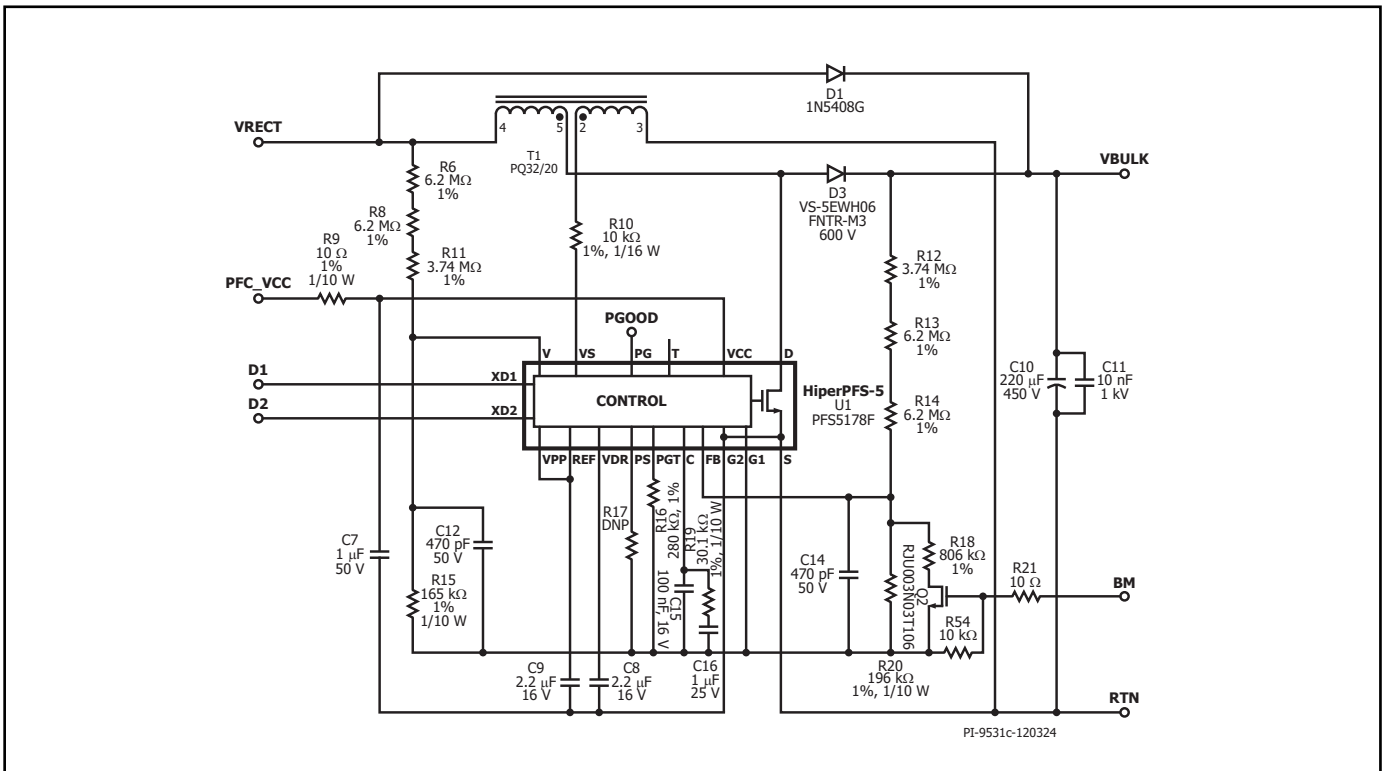 D1
1N5408G
VRECT
4
5
2
3
T1
PQ32/20
VBULK
D3
VS-5EWH06
FNTR-M3
600 V
R6
6.2 MΩ
1%
R8
6.2 MΩ
1%
R9
10 Ω
1%
1/10 W
R11
3.74 MΩ
1%
R10
10 kΩ
1%, 1/16 W
R12
3.74 MΩ
1%
PFC_VCC
PGOOD
R13
6.2 MΩ
1%
V
VS
PG
T
VCC
D
D1
XD1
D2
XD2
CONTROL
HiperPFS-5
U1
PFS5178F
C10
220 μF
450 V
C11
10 nF
1 kV
R14
6.2 MΩ
1%
VPP
REF
VDR
PS
PGT
C
FB
G2
G1
S
R17
DNP
R16
280 kΩ, 1%
R19
30.1 kΩ
1%, 1/10 W
C7
1 μF
50 V
C12
470 pF
50 V
R15
165 kΩ
1%
1/10 W
C15
100 nF, 16 V
C14
470 pF
50 V
RJU003N03T106
Q2
R18
806 kΩ
1%
R21
10 Ω
BM
R54
10 kΩ
C9
2.2 μF
16 V
C8
2.2 μF
16 V
C16
1 μF
25 V
R20
196 kΩ
1%, 1/10 W
RTN
PI-9531c-120324